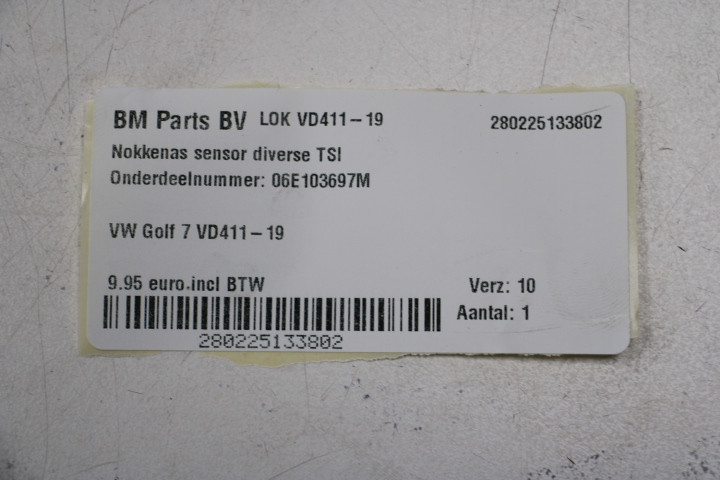 BM Parts BV LOK VD411-19 280225133802
Nokkenas sensor diverse TSI
Onderdeelnummer: 06E103697M
VW Golf 7 VD411-19
9.95 euro.incl BTW Verz: 10
Aantal: 1
280225133802